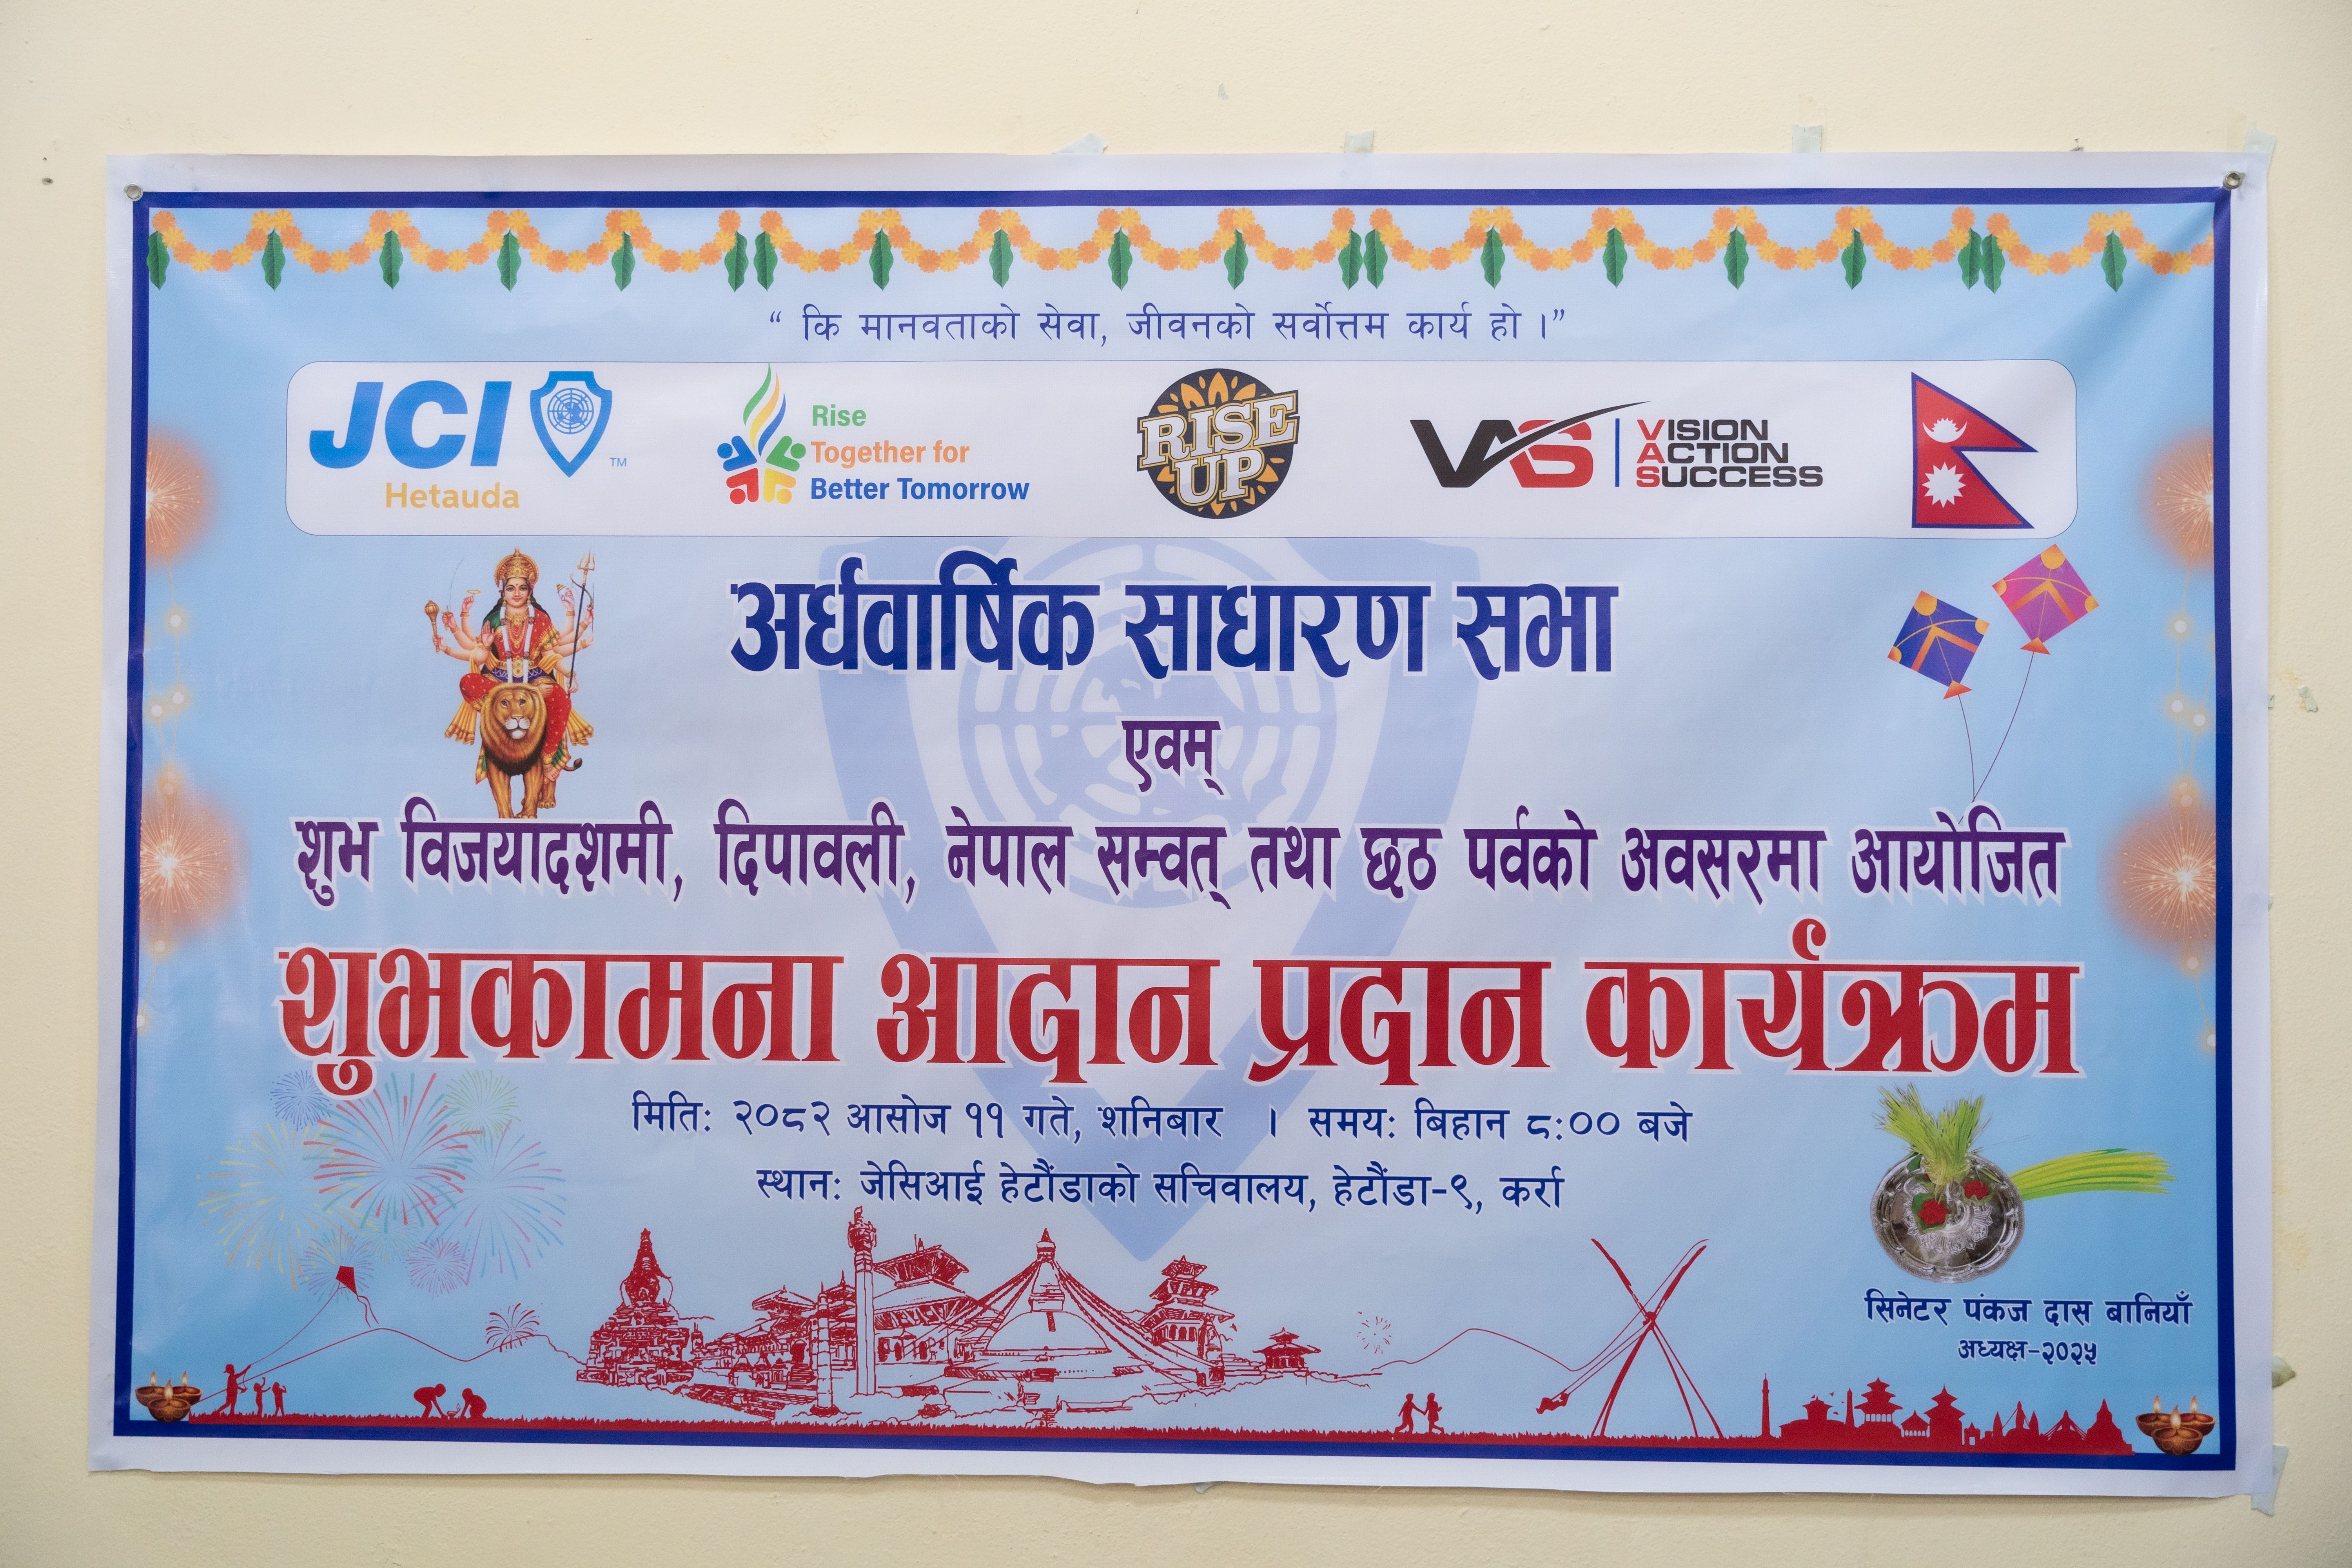 “ कि मानवताको सेवा, जीवनको सर्वोत्तम कार्य हो ।”
JCI TM
Hetauda
Rise
Together for
Better Tomorrow
RISE
UP
VAS VISION
ACTION
SUCCESS
अर्धवार्षिक साधारण सभा
एवम्
शुभ विजयादशमी, दिपावली, नेपाल सम्वत् तथा छठ पर्वको अवसरमा आयोजित
शुभकामना आदान प्रदान कार्यक्रम
मितिः २०८२ आसोज ११ गते, शनिबार । समयः बिहान ८:०० बजे
स्थानः जेसिआई हेटौंडाको सचिवालय, हेटौंडा-९, कर्रा
सिनेटर पंकज दास बानियाँ
अध्यक्ष-२०२५